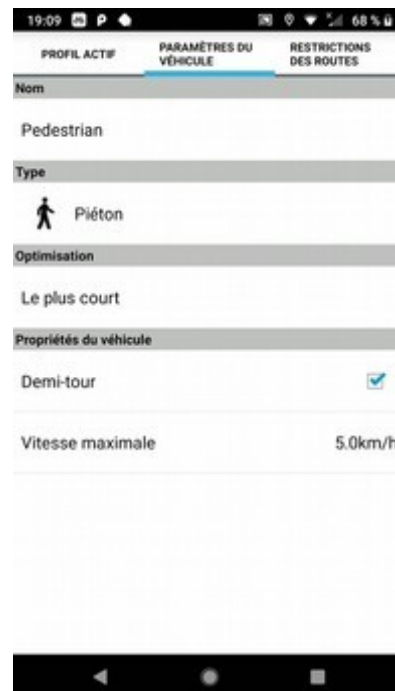 19:09 P 68 %
PROFIL ACTIF
PARAMÈTRES DU
VÉHICULE
RESTRICTIONS
DES ROUTES
Nom
Pedestrian
Type
Piéton
Optimisation
Le plus court
Propriétés du véhicule
Demi-tour
Vitesse maximale 5.0km/h